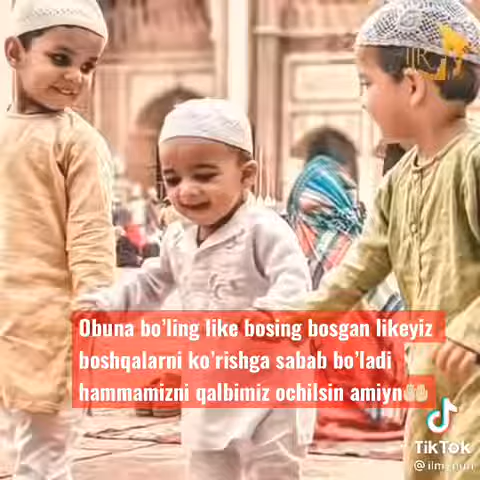 Obuna bo'ling like bosing bosgan likeyiz
boshqalarni ko'rishga sabab bo'ladi
hammamizni qalbimiz ochilsin amiyn🤲🏻
TikTok